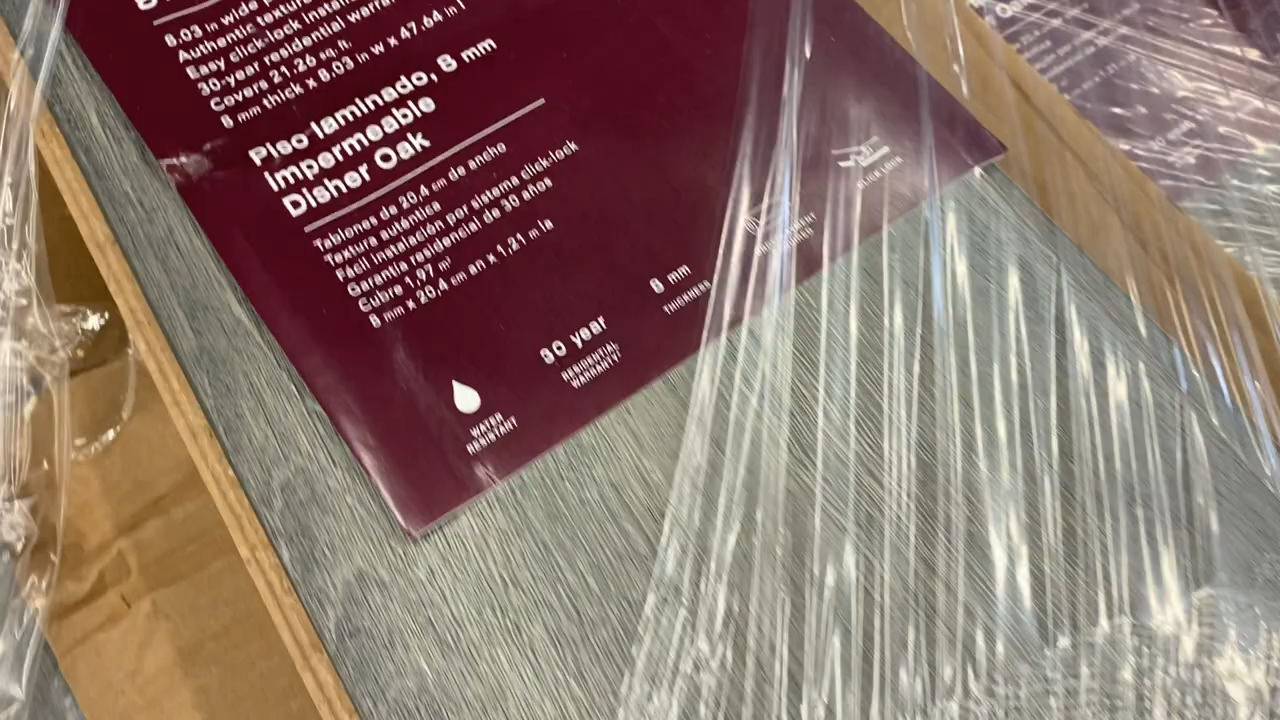 8.03 in wide
Authentic texture
Easy click-lock
30-year residential
Covers 21.26 sq. ft.
8 mm thick x 8.03 in w x 47.64 in l
Piso laminado, 8 mm
Impermeable
Disher Oak
Tablones de 20,4 cm de ancho
Textura auténtica
Fácil instalación por sistema click-lock
Garantía residencial de 30 años
Cubre 1,97 m²
8 mm x 20,4 cm an x 1,21 m la
WATER
RESISTANT
30 year
RESIDENTIAL
WARRANTY
8 mm
THICKNESS
CLICK LOCK